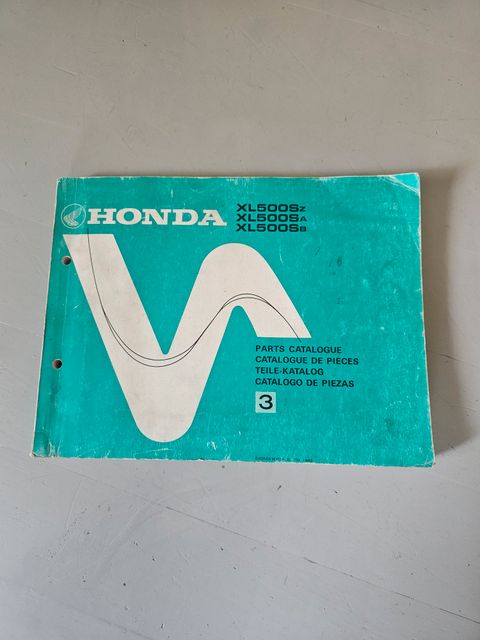 HONDA
XL500Sz
XL500SA
XL500SB
PARTS CATALOGUE
CATALOGUE DE PIECES
TEILE-KATALOG
CATALOGO DE PIEZAS
3